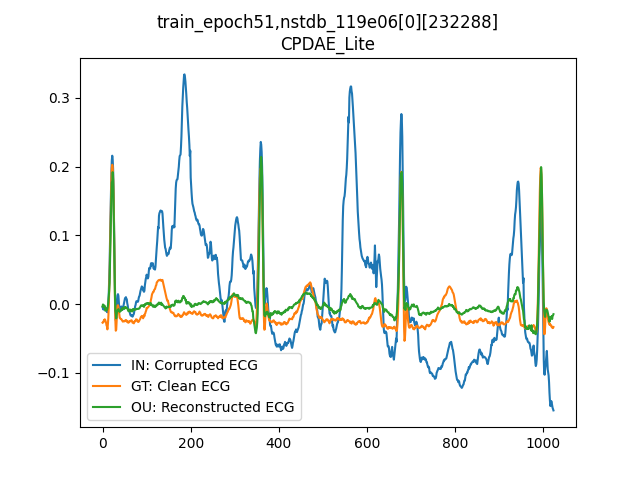 train_epoch51,nstdb_119e06[0][232288]
CPDAE_Lite
0.3
0.2
0.1
0.0
−0.1
IN: Corrupted ECG
GT: Clean ECG
OU: Reconstructed ECG
0 200 400 600 800 1000